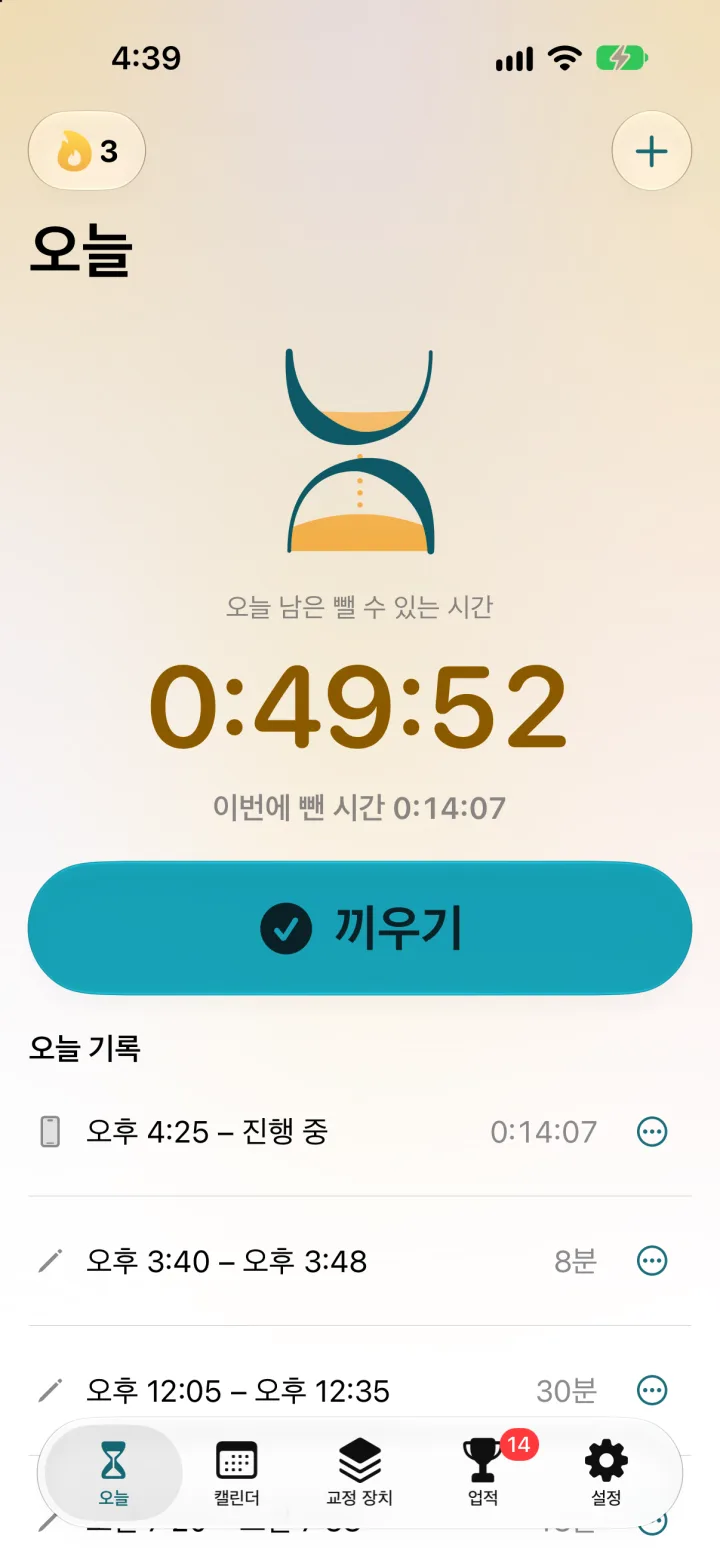 4:39
3
오늘
오늘 남은 뺄 수 있는 시간
0:49:52
이번에 뺀 시간 0:14:07
끼우기
오늘 기록
오후 4:25 – 진행 중 0:14:07
오후 3:40 – 오후 3:48 8분
오후 12:05 – 오후 12:35 30분
오늘 캘린더 교정 장치 업적 14 설정